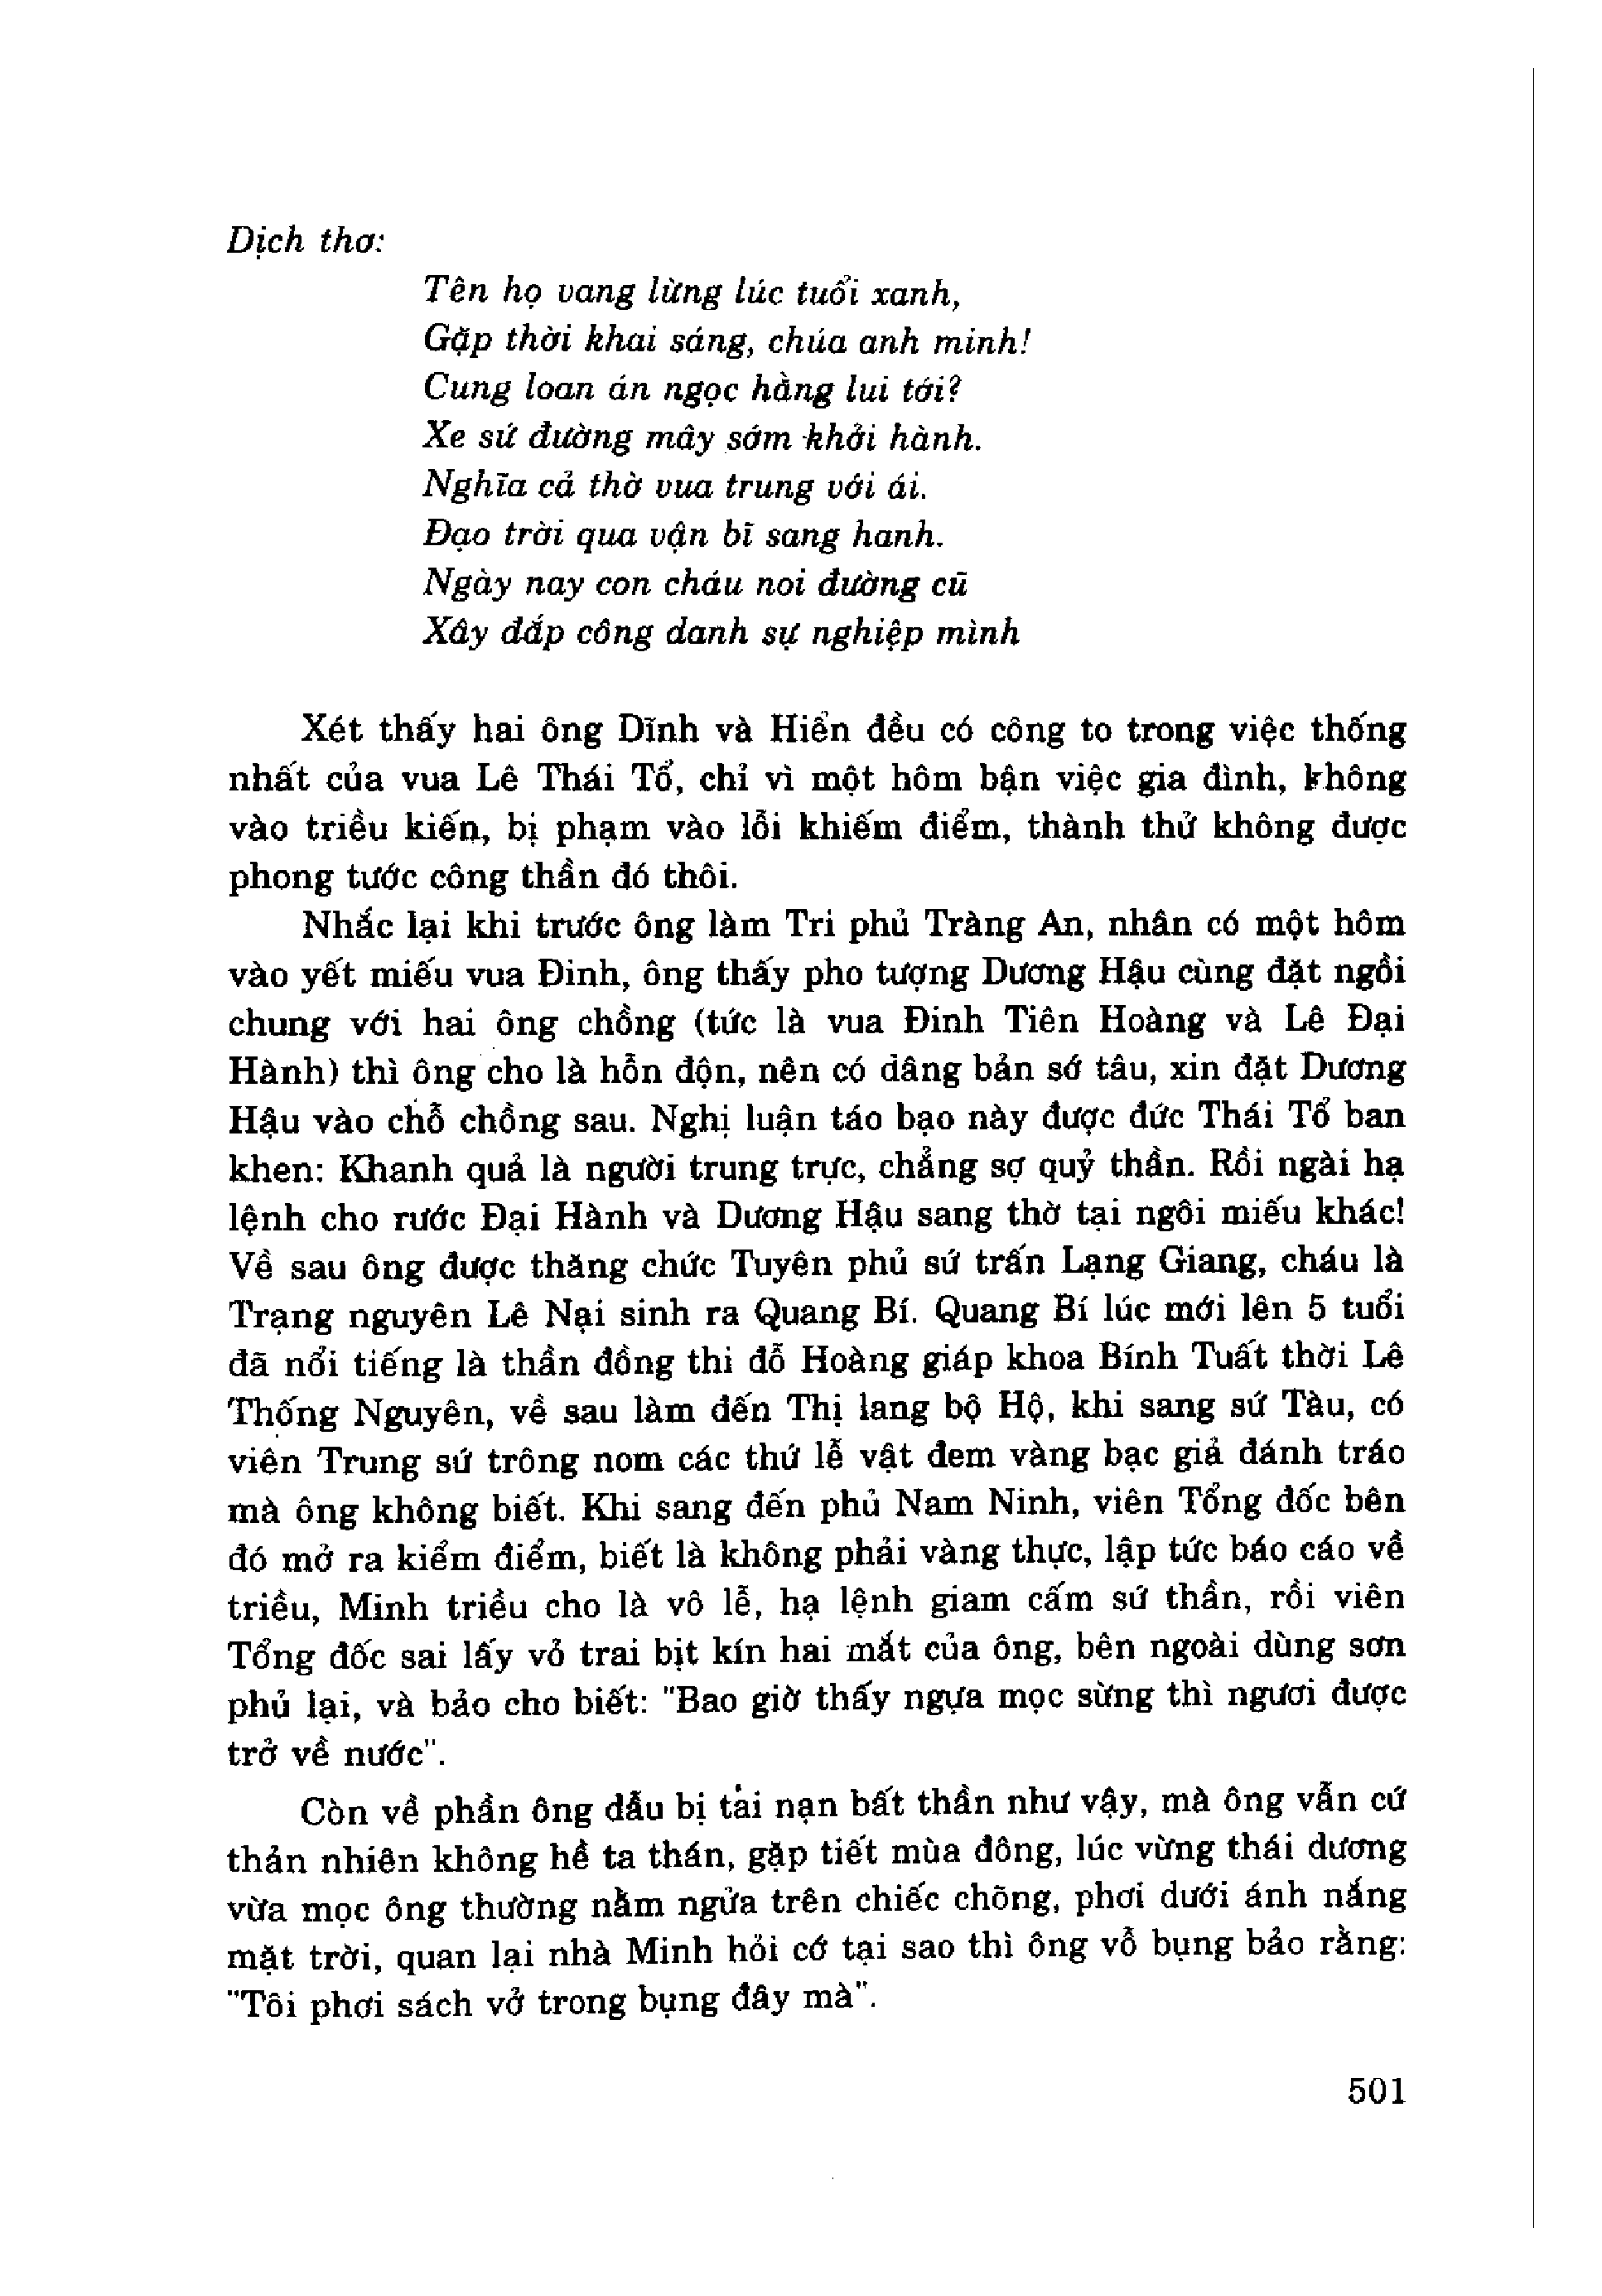 Dịch thơ:
Tên họ vang lừng lúc tuổi xanh,
Gặp thời khai sáng, chúa anh minh!
Cung loan án ngọc hằng lui tới?
Xe sứ đường mây sớm khởi hành.
Nghĩa cả thờ vua trung với ái.
Đạo trời qua vận bĩ sang hanh.
Ngày nay con cháu noi đường cũ
Xây đắp công danh sự nghiệp mình
Xét thấy hai ông Dĩnh và Hiển đều có công to trong việc thống
nhất của vua Lê Thái Tổ, chỉ vì một hôm bận việc gia đình, không
vào triều kiến, bị phạm vào lỗi khiếm điểm, thành thử không được
phong tước công thần đó thôi.
Nhắc lại khi trước ông làm Tri phủ Tràng An, nhân có một hôm
vào yết miếu vua Đinh, ông thấy pho tượng Dương Hậu cùng đặt ngồi
chung với hai ông chồng (tức là vua Đinh Tiên Hoàng và Lê Đại
Hành) thì ông cho là hỗn độn, nên có dâng bản sớ tâu, xin đặt Dương
Hậu vào chỗ chồng sau. Nghị luận táo bạo này được đức Thái Tổ ban
khen: Khanh quả là người trung trực, chẳng sợ quỷ thần. Rồi ngài hạ
lệnh cho rước Đại Hành và Dương Hậu sang thờ tại ngôi miếu khác!
Về sau ông được thăng chức Tuyên phủ sứ trấn Lạng Giang, cháu là
Trạng nguyên Lê Nại sinh ra Quang Bí. Quang Bí lúc mới lên 5 tuổi
đã nổi tiếng là thần đồng thi đỗ Hoàng giáp khoa Bính Tuất thời Lê
Thống Nguyên, về sau làm đến Thị lang bộ Hộ, khi sang sứ Tàu, có
viên Trung sứ trông nom các thứ lễ vật đem vàng bạc giả đánh tráo
mà ông không biết. Khi sang đến phủ Nam Ninh, viên Tổng đốc bên
đó mở ra kiểm điểm, biết là không phải vàng thực, lập tức báo cáo về
triều, Minh triều cho là vô lễ, hạ lệnh giam cấm sứ thần, rồi viên
Tổng đốc sai lấy vỏ trai bịt kín hai mắt của ông, bên ngoài dùng sơn
phủ lại, và bảo cho biết: "Bao giờ thấy ngựa mọc sừng thì ngươi được
trở về nước".
Còn về phần ông dẫu bị tai nạn bất thần như vậy, mà ông vẫn cứ
thản nhiên không hề ta thán, gặp tiết mùa đông, lúc vừng thái dương
vừa mọc ông thường nằm ngửa trên chiếc chõng, phơi dưới ánh nắng
mặt trời, quan lại nhà Minh hỏi cớ tại sao thì ông vỗ bụng bảo rằng:
"Tôi phơi sách vở trong bụng đây mà".
501